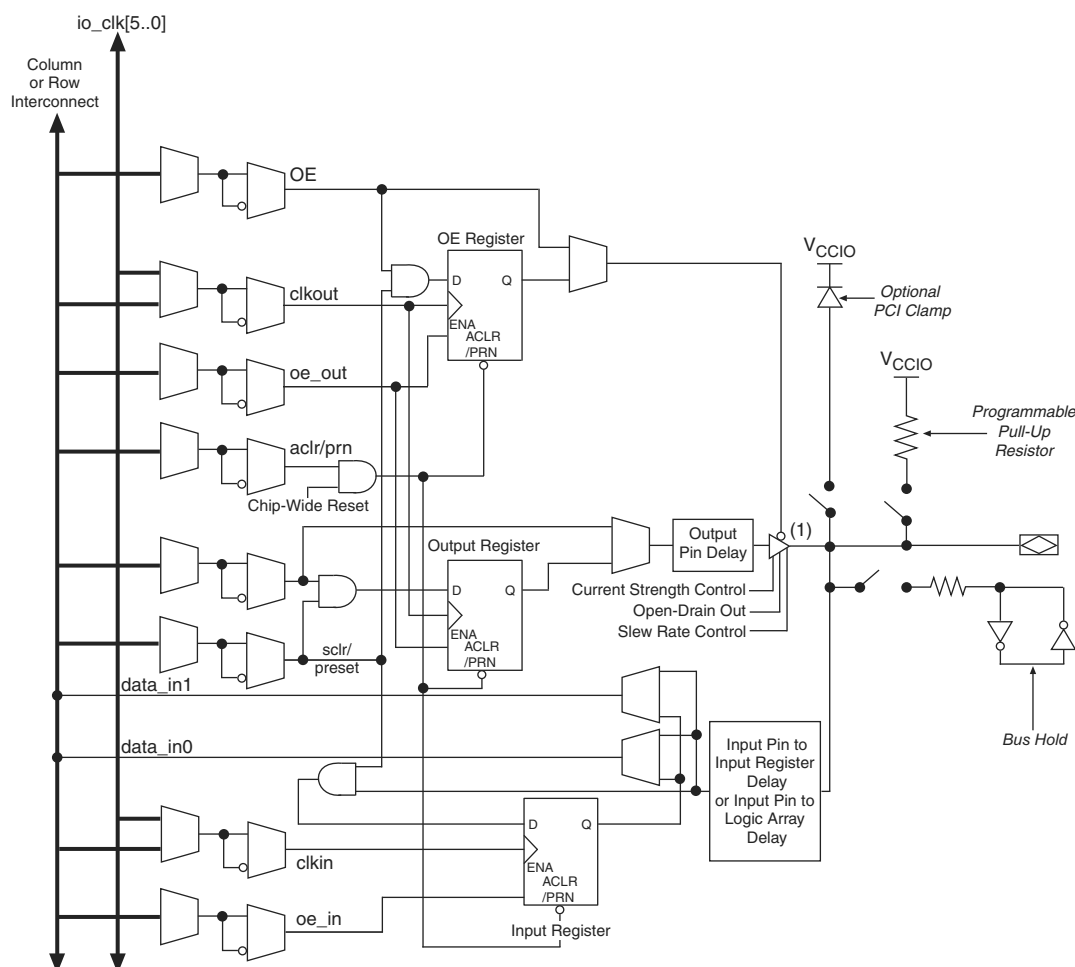 io_clk[5..0]
Column
or Row
Interconnect
OE
OE Register
D
Q
ENA
ACLR
/PRN
clkout
oe_out
aclr/prn
Chip-Wide Reset
VCCIO
Optional
PCI Clamp
VCCIO
Programmable
Pull-Up
Resistor
Output Register
D
Q
ENA
ACLR
/PRN
Output
Pin Delay
(1)
Current Strength Control
Open-Drain Out
Slew Rate Control
sclr/
preset
data_in1
data_in0
Bus Hold
Input Pin to
Input Register
Delay
or Input Pin to
Logic Array
Delay
D
Q
ENA
ACLR
/PRN
clkin
oe_in
Input Register